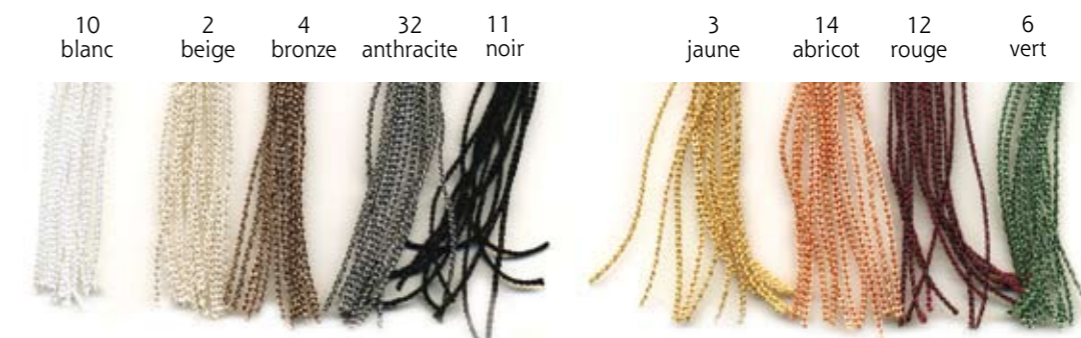 10 2 4 32 11 3 14 12 6
blanc beige bronze anthracite noir jaune abricot rouge vert